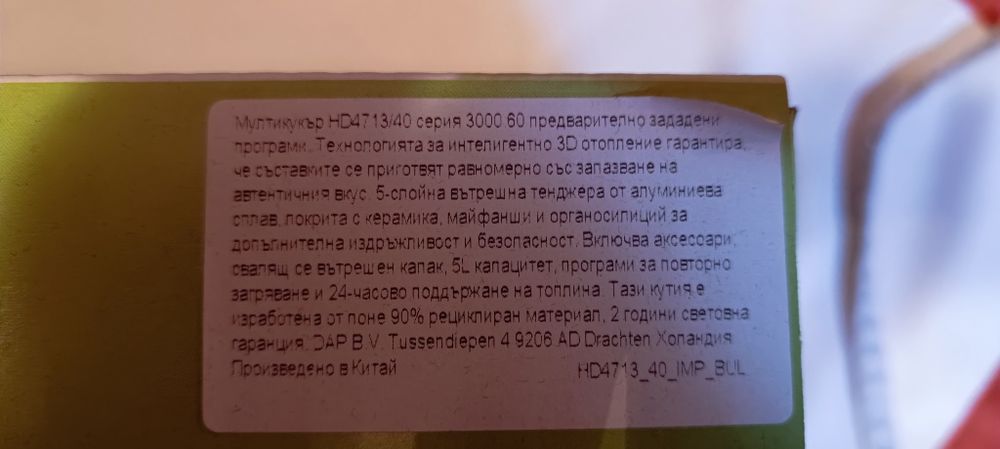 Мултикукър HD4713/40 серия 3000 60 предварително зададени
програми. Технологията за интелигентно 3D отопление гарантира,
че съставките се приготвят равномерно със запазване на
автентичния вкус. 5-слойна вътрешна тенджера от алуминиева
сплав, покрита с керамика, майфанши и органосилиций за
допълнителна издръжливост и безопасност. Включва аксесоари,
свалящ се вътрешен капак, 5L капацитет, програми за повторно
загряване и 24-часово поддържане на топлина. Тази кутия е
изработена от поне 90% рециклиран материал, 2 години световна
гаранция. DAP B.V. Tussendiepen 4 9206 AD Drachten Холандия
Произведено в Китай HD4713_40_IMP_BUL